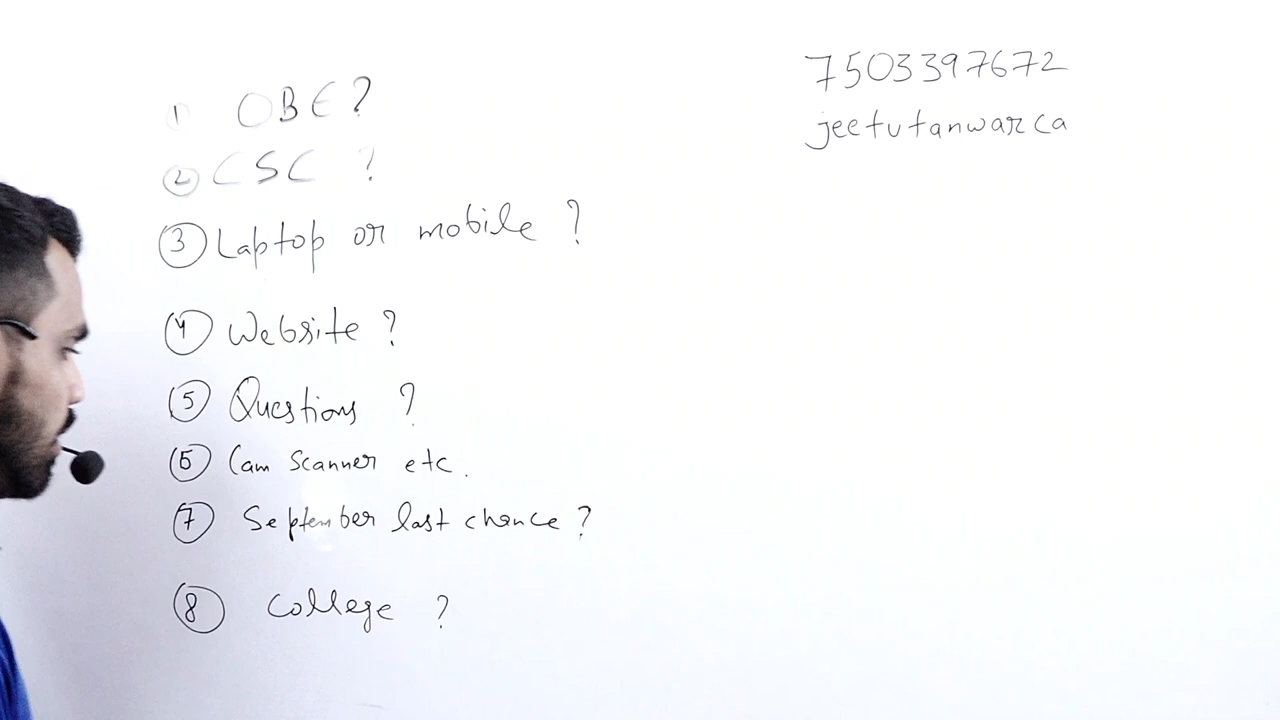 1 OBE ?
2 CSC ?
3 Laptop or mobile ?
4 Website ?
5 Questions ?
6 Cam Scanner etc.
7 September last chance ?
8 College ?
7503397672
jeetutanwarca